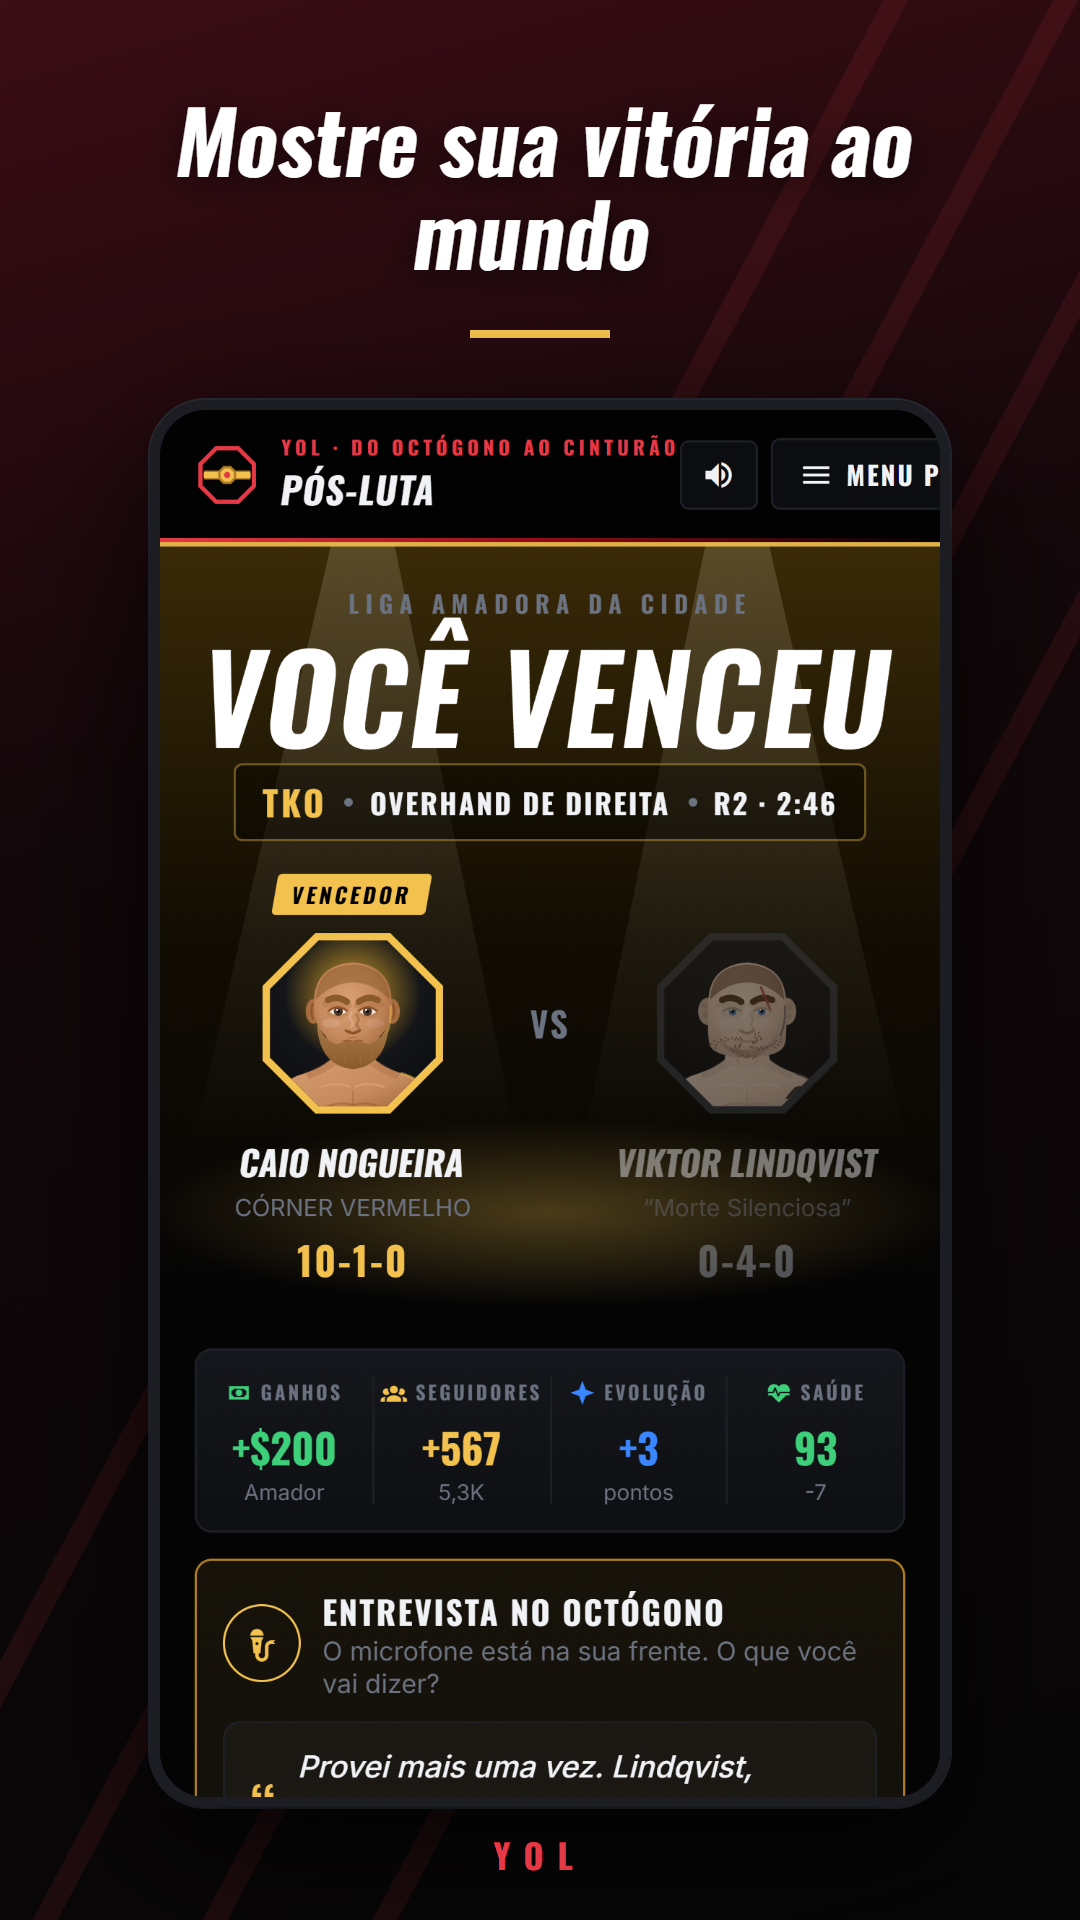 Mostre sua vitória ao
mundo
YOL · DO OCTÓGONO AO CINTURÃO
PÓS-LUTA
MENU P
LIGA AMADORA DA CIDADE
VOCÊ VENCEU
TKO • OVERHAND DE DIREITA • R2 · 2:46
VENCEDOR
VS
CAIO NOGUEIRA
VIKTOR LINDQVIST
CÓRNER VERMELHO
“Morte Silenciosa”
10-1-0
0-4-0
GANHOS
SEGUIDORES
EVOLUÇÃO
SAÚDE
+$200
+567
+3
93
Amador
5,3K
pontos
-7
ENTREVISTA NO OCTÓGONO
O microfone está na sua frente. O que você
vai dizer?
“
Provei mais uma vez. Lindqvist,
YOL